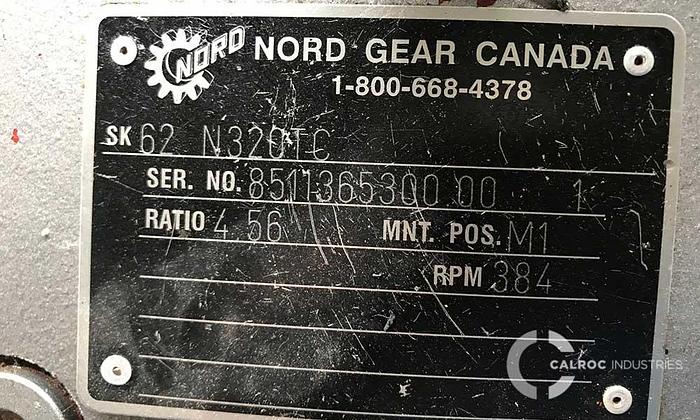 NORD NORD GEAR CANADA
1-800-668-4378
SK 62 N320TC
SER. NO. 8511365300 00 1
RATIO 4.56 MNT. POS. M1
RPM 384
CALROC INDUSTRIES